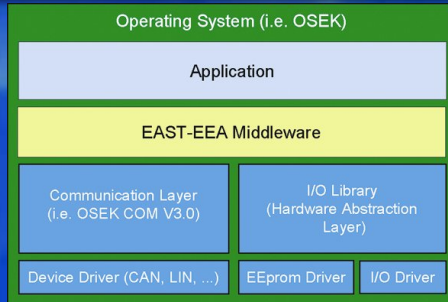 Operating System (i.e. OSEK)
Application
EAST-EEA Middleware
Communication Layer
(i.e. OSEK COM V3.0)
I/O Library
(Hardware Abstraction
Layer)
Device Driver (CAN, LIN, ...)
EEprom Driver
I/O Driver